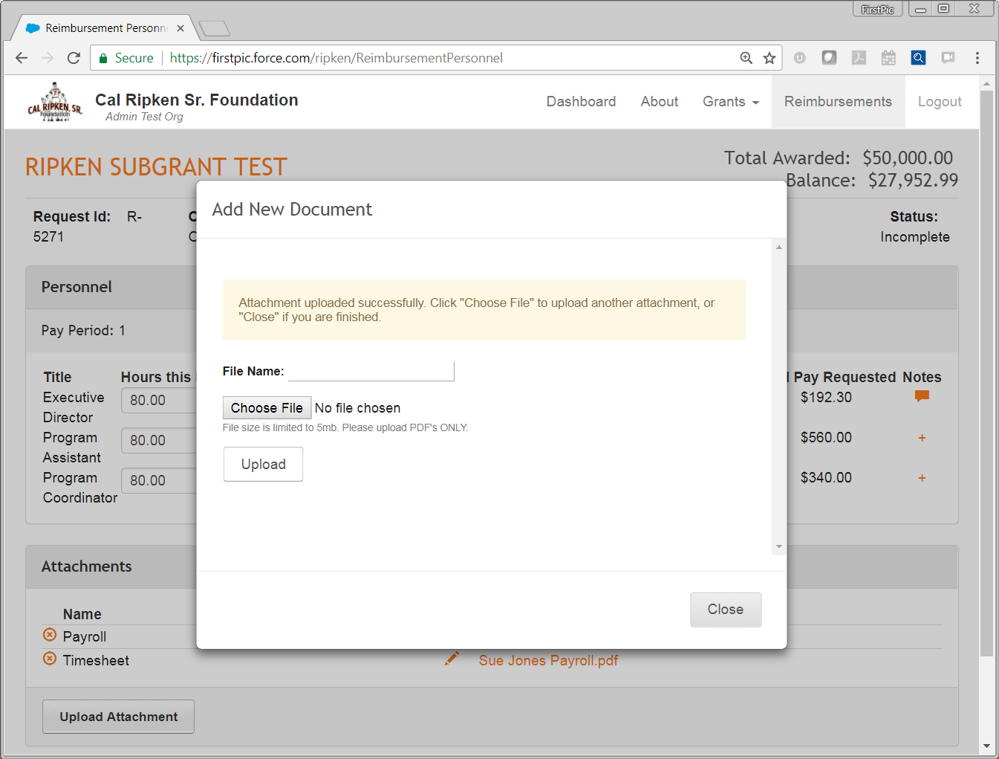 FirstPic
Reimbursement Personn
Secure https://firstpic.force.com/ripken/ReimbursementPersonnel
CAL RIPKEN, SR.
Foundation
Cal Ripken Sr. Foundation
Admin Test Org
Dashboard About Grants Reimbursements Logout
RIPKEN SUBGRANT TEST
Total Awarded: $50,000.00
Balance: $27,952.99
Request Id: R-
5271
Status:
Incomplete
Add New Document
Attachment uploaded successfully. Click "Choose File" to upload another attachment, or
"Close" if you are finished.
File Name:
Choose File No file chosen
File size is limited to 5mb. Please upload PDF's ONLY.
Upload
Close
Personnel
Pay Period: 1
Title Hours this Pay Requested Notes
Executive
Director 80.00 $192.30
Program
Assistant 80.00 $560.00 +
Program
Coordinator 80.00 $340.00 +
Attachments
Name
Payroll
Timesheet Sue Jones Payroll.pdf
Upload Attachment